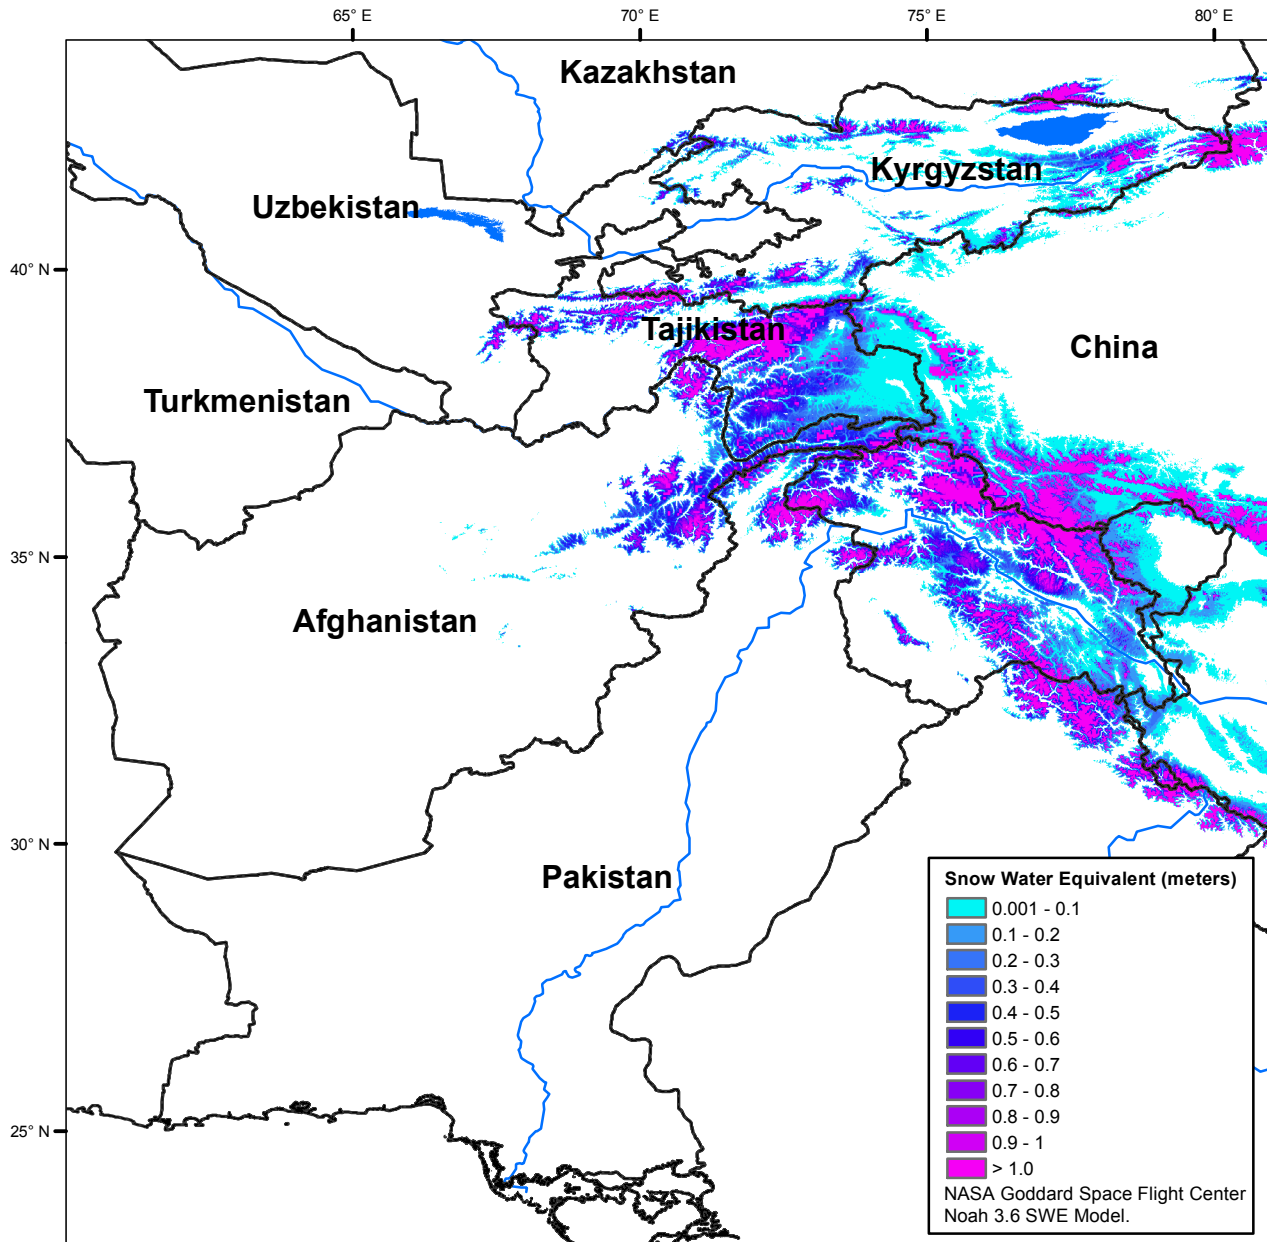 65° E
70° E
75° E
80° E
Kazakhstan
Kyrgyzstan
Uzbekistan
40° N
Tajikistan
China
Turkmenistan
35° N
Afghanistan
30° N
Pakistan
25° N
Snow Water Equivalent (meters)
0.001 - 0.1
0.1 - 0.2
0.2 - 0.3
0.3 - 0.4
0.4 - 0.5
0.5 - 0.6
0.6 - 0.7
0.7 - 0.8
0.8 - 0.9
0.9 - 1
> 1.0
NASA Goddard Space Flight Center
Noah 3.6 SWE Model.